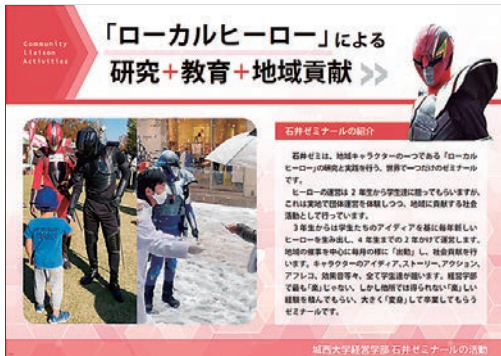 Community
Liaison
Activities
「ローカルヒーロー」による
研究+教育+地域貢献 >>
石井ゼミナールの紹介
石井ゼミは、地域キャラクターの一つである「ローカル
ヒーロー」の研究と実践を行う、世界で一つだけのゼミナール
です。
ヒーローの運営は 2 年生から学生達に担ってもらいますが、
これは実地で団体運営を体験しつつ、地域に貢献する社会
活動として行っています。
3 年生からは学生たちのアイディアを基に毎年新しい
ヒーローを生み出し、4 年生までの 2 年かけて運営します。
地域の催事を中心に毎月の様に「出動」し、社会貢献を行
います。キャラクターのアイディア、ストーリー、アクション、
アフレコ、効果音等々、全て学生達が担います。経営学部
で最も「楽」じゃない、しかし他所では得られない「楽」しい
経験を積んでもらい、大きく「変身」して卒業してもらう
ゼミナールです。
城西大学経営学部 石井ゼミナールの活動